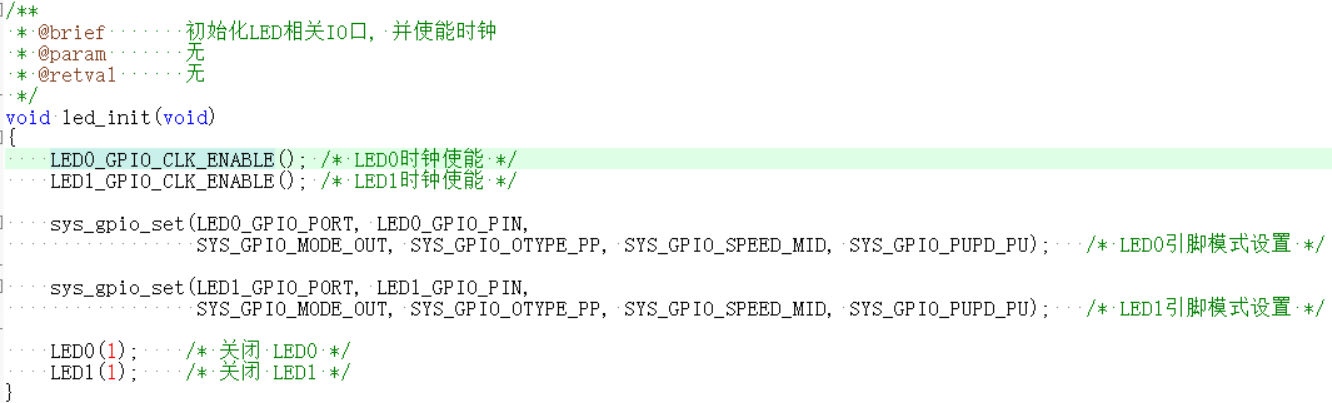 /**
 * @brief       初始化LED相关IO口, 并使能时钟
 * @param       无
 * @retval      无
 */
void led_init(void)
{
    LED0_GPIO_CLK_ENABLE(); /* LED0时钟使能 */
    LED1_GPIO_CLK_ENABLE(); /* LED1时钟使能 */

    sys_gpio_set(LED0_GPIO_PORT, LED0_GPIO_PIN,
                 SYS_GPIO_MODE_OUT, SYS_GPIO_OTYPE_PP, SYS_GPIO_SPEED_MID, SYS_GPIO_PUPD_PU);   /* LED0引脚模式设置 */

    sys_gpio_set(LED1_GPIO_PORT, LED1_GPIO_PIN,
                 SYS_GPIO_MODE_OUT, SYS_GPIO_OTYPE_PP, SYS_GPIO_SPEED_MID, SYS_GPIO_PUPD_PU);   /* LED1引脚模式设置 */

    LED0(1);    /* 关闭 LED0 */
    LED1(1);    /* 关闭 LED1 */
}